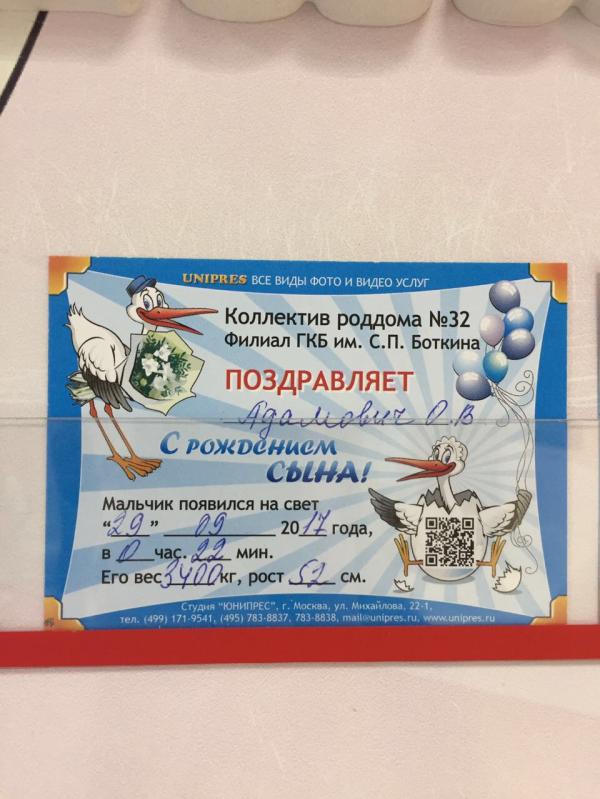 UNIPRES ВСЕ ВИДЫ ФОТО И ВИДЕО УСЛУГ
Коллектив роддома №32
Филиал ГКБ им. С.П. Боткина
ПОЗДРАВЛЯЕТ
Адамович О.В
С РОЖДЕНИЕМ
СЫНА!
Мальчик появился на свет
"29" 09 2017 года,
в 0 час. 22 мин.
Его вес 3400 кг, рост 52 см.
Студия "ЮНИПРЕС", г. Москва, ул. Михайлова, 22-1,
тел. (499) 171-9541, (495) 783-8837, 783-8838, mail@unipres.ru, www.unipres.ru